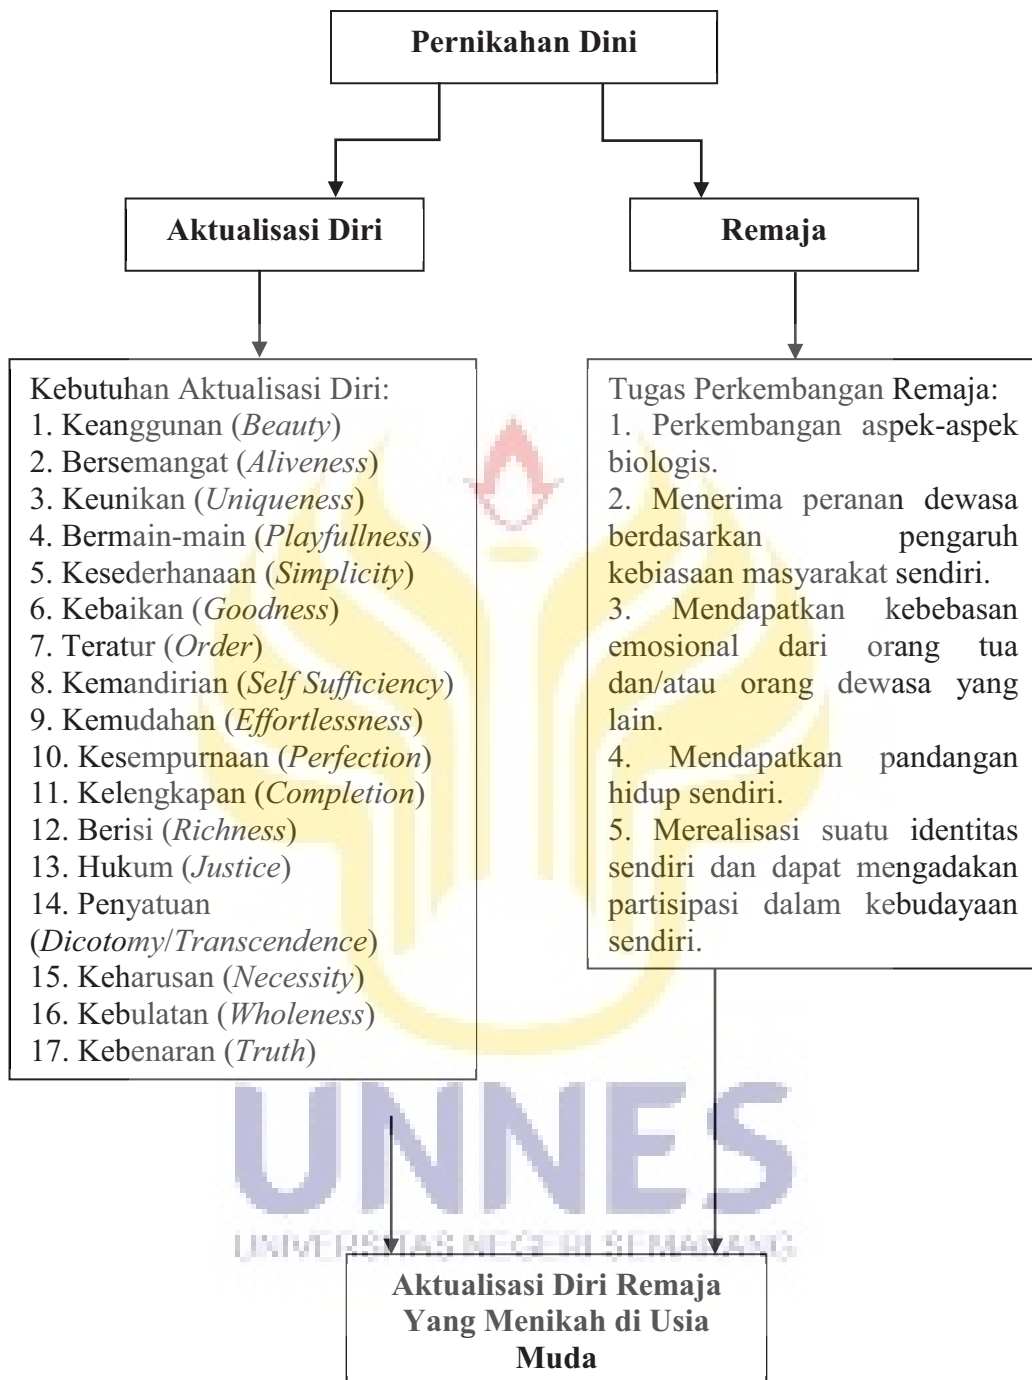 Pernikahan Dini
Aktualisasi Diri
Remaja
Kebutuhan Aktualisasi Diri:
1. Keanggunan (Beauty)
2. Bersemangat (Aliveness)
3. Keunikan (Uniqueness)
4. Bermain-main (Playfullness)
5. Kesederhanaan (Simplicity)
6. Kebaikan (Goodness)
7. Teratur (Order)
8. Kemandirian (Self Sufficiency)
9. Kemudahan (Effortlessness)
10. Kesempurnaan (Perfection)
11. Kelengkapan (Completion)
12. Berisi (Richness)
13. Hukum (Justice)
14. Penyatuan
(Dicotomy/Transcendence)
15. Keharusan (Necessity)
16. Kebulatan (Wholeness)
17. Kebenaran (Truth)
Tugas Perkembangan Remaja:
1. Perkembangan aspek-aspek
biologis.
2. Menerima peranan dewasa
berdasarkan pengaruh
kebiasaan masyarakat sendiri.
3. Mendapatkan kebebasan
emosional dari orang tua
dan/atau orang dewasa yang
lain.
4. Mendapatkan pandangan
hidup sendiri.
5. Merealisasi suatu identitas
sendiri dan dapat mengadakan
partisipasi dalam kebudayaan
sendiri.
UNNES
UNIVERSITAS NEGERI SEMARANG
Aktualisasi Diri Remaja
Yang Menikah di Usia
Muda